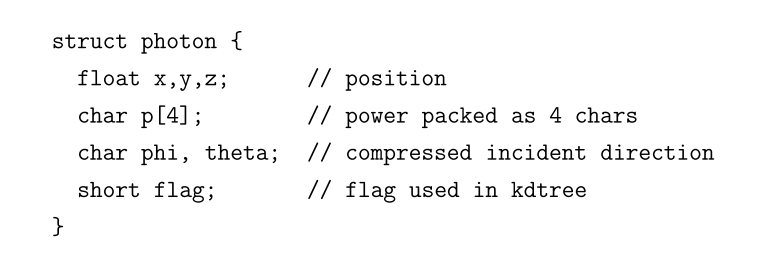 struct photon {
  float x,y,z;      // position
  char p[4];        // power packed as 4 chars
  char phi, theta;  // compressed incident direction
  short flag;       // flag used in kdtree
}